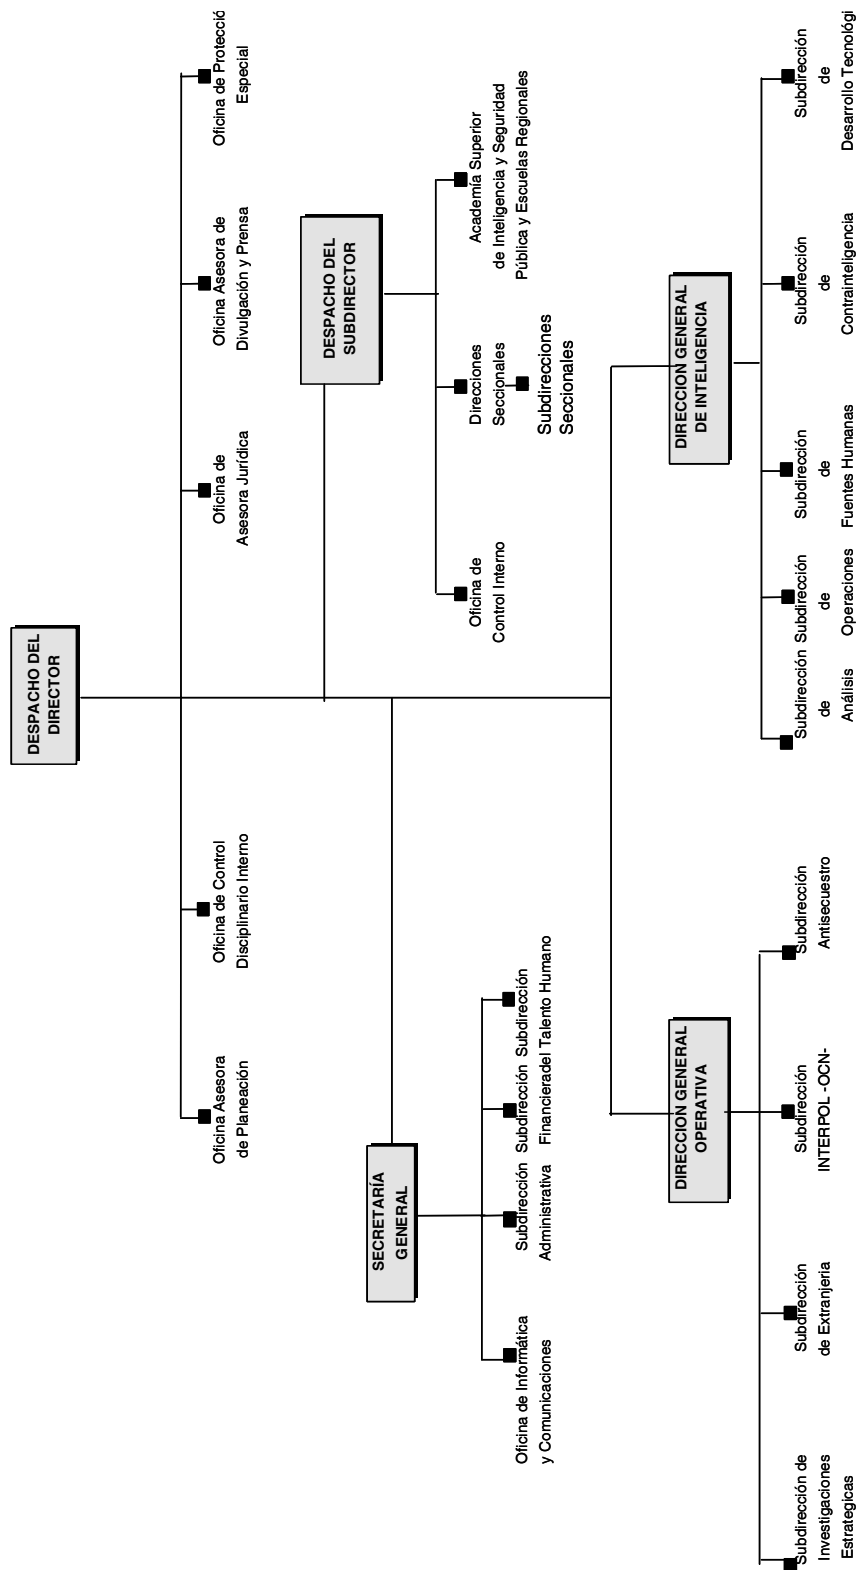 DESPACHO DEL
DIRECTOR
Oficina Asesora
de Planeación
Oficina de Control
Disciplinario Interno
Oficina de
Asesora Jurídica
Oficina Asesora de
Divulgación y Prensa
Oficina de Protecció
Especial
DESPACHO DEL
SUBDIRECTOR
Oficina de
Control Interno
Direcciones
Seccionales
Subdirecciones
Seccionales
Academía Superior
de Inteligencia y Seguridad
Pública y Escuelas Regionales
SECRETARÍA
GENERAL
Oficina de Informática
y Comunicaciones
Subdirección
Administrativa
Subdirección
Financiera
Subdirección
del Talento Humano
DIRECCION GENERAL
OPERATIVA
Subdirección de
Investigaciones
Estrategicas
Subdirección
de Extranjeria
Subdirección
INTERPOL -OCN-
Subdirección
Antisecuestro
DIRECCION GENERAL
DE INTELIGENCIA
Subdirección
de
Análisis
Subdirección
de
Operaciones
Subdirección
de
Fuentes Humanas
Subdirección
de
Contrainteligencia
Subdirección
de
Desarrollo Tecnológi